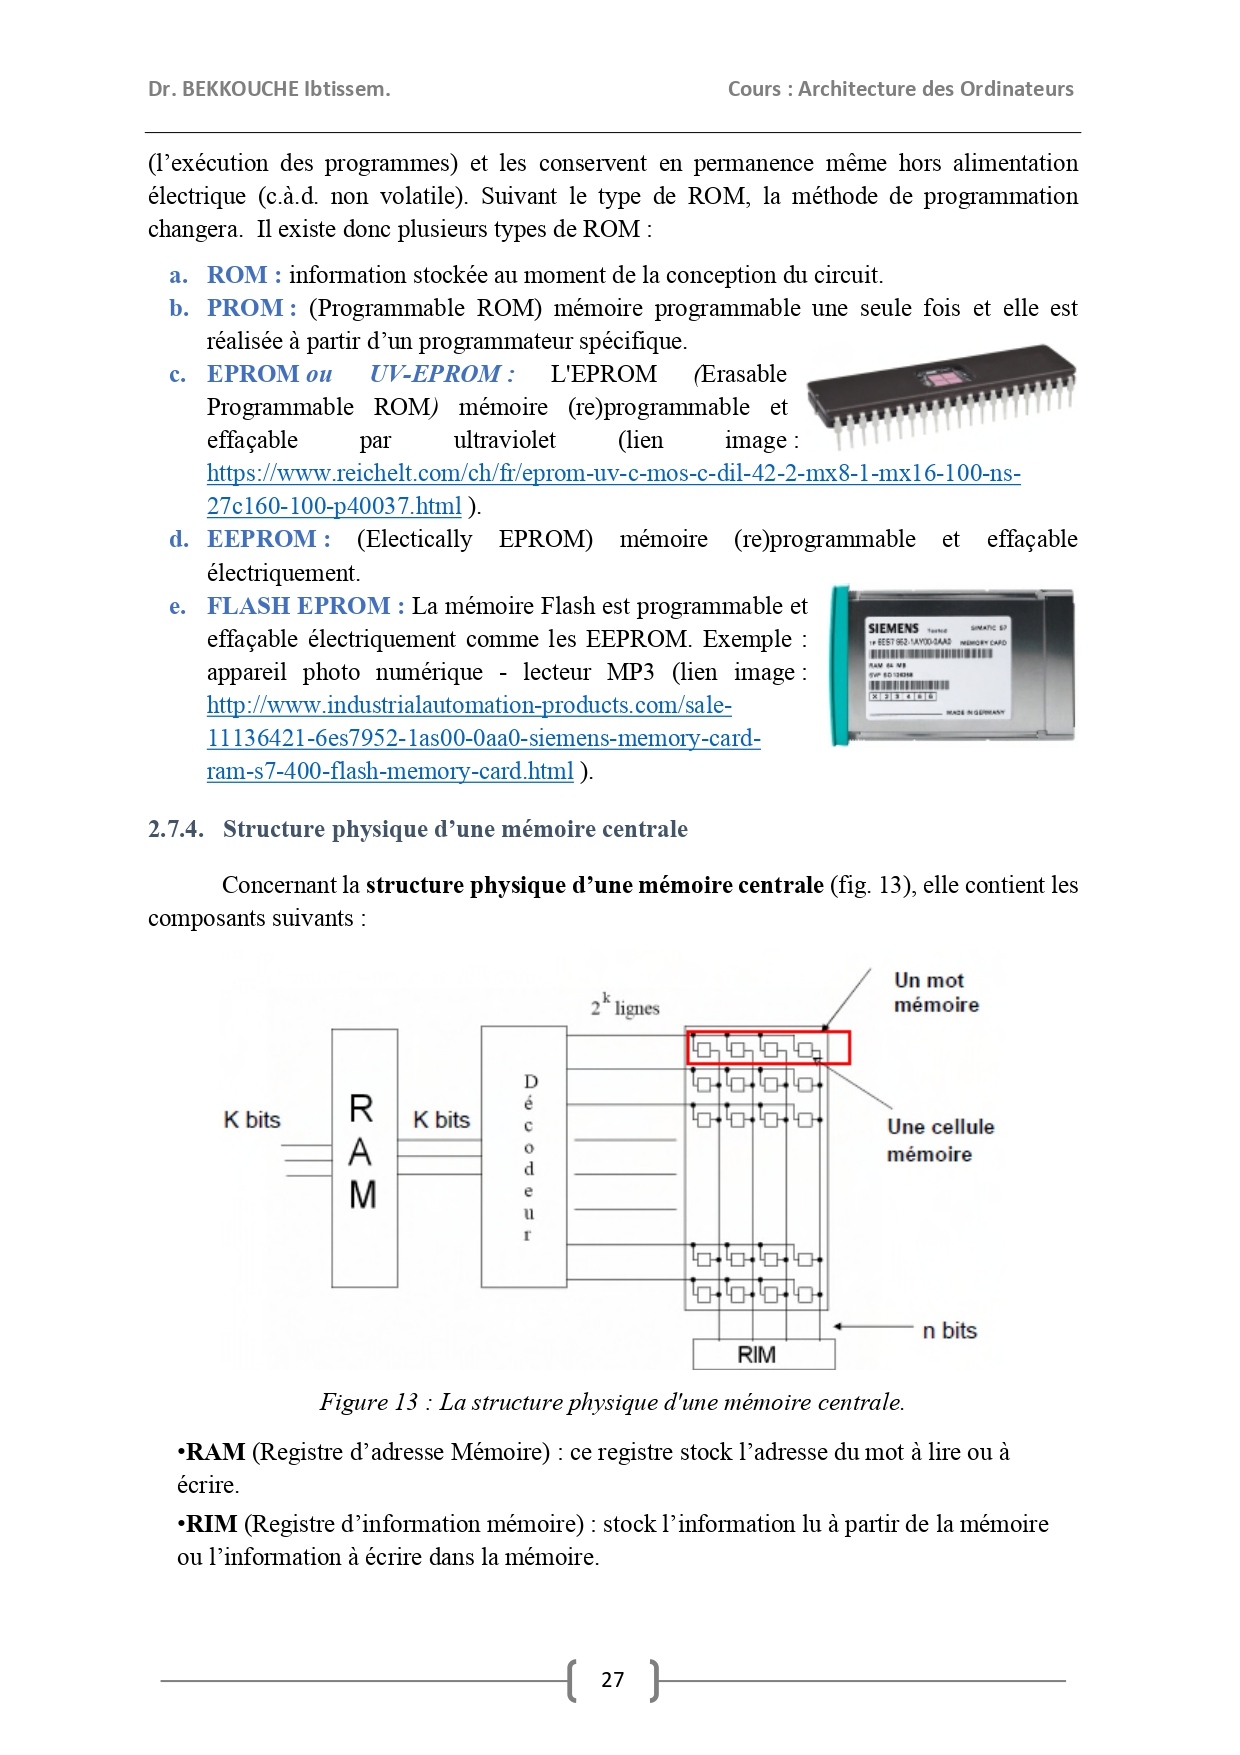 Dr. BEKKOUCHE Ibtissem. Cours : Architecture des Ordinateurs
(l’exécution des programmes) et les conservent en permanence même hors alimentation
électrique (c.à.d. non volatile). Suivant le type de ROM, la méthode de programmation
changera. Il existe donc plusieurs types de ROM :
a. ROM : information stockée au moment de la conception du circuit.
b. PROM : (Programmable ROM) mémoire programmable une seule fois et elle est
réalisée à partir d’un programmateur spécifique.
c. EPROM ou UV-EPROM : L'EPROM (Erasable
Programmable ROM) mémoire (re)programmable et
effaçable par ultraviolet (lien image :
https://www.reichelt.com/ch/fr/eprom-uv-c-mos-c-dil-42-2-mx8-1-mx16-100-ns-
27c160-100-p40037.html ).
d. EEPROM : (Electically EPROM) mémoire (re)programmable et effaçable
électriquement.
e. FLASH EPROM : La mémoire Flash est programmable et
effaçable électriquement comme les EEPROM. Exemple :
appareil photo numérique - lecteur MP3 (lien image :
http://www.industrialautomation-products.com/sale-
11136421-6es7952-1as00-0aa0-siemens-memory-card-
ram-s7-400-flash-memory-card.html ).
SIEMENS Tested SIMATIC S7
1P 6ES7 952-1AY00-0AA0 MEMORY CARD
RAM 64 MB
X 2 3 4 5 6
MADE IN GERMANY
2.7.4. Structure physique d’une mémoire centrale
Concernant la structure physique d’une mémoire centrale (fig. 13), elle contient les
composants suivants :
Un mot
mémoire
2^k lignes
K bits
RAM
K bits
Décodeur
Une cellule
mémoire
n bits
RIM
Figure 13 : La structure physique d'une mémoire centrale.
•RAM (Registre d’adresse Mémoire) : ce registre stock l’adresse du mot à lire ou à
écrire.
•RIM (Registre d’information mémoire) : stock l’information lu à partir de la mémoire
ou l’information à écrire dans la mémoire.
27